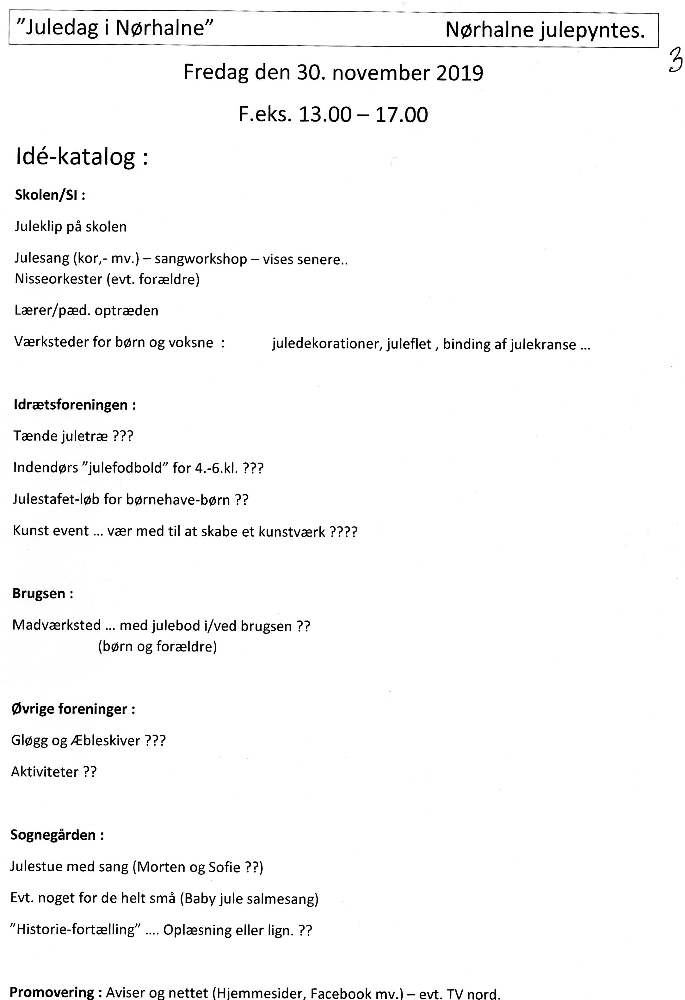 "Juledag i Nørhalne" Nørhalne julepyntes.
3
Fredag den 30. november 2019
F.eks. 13.00 – 17.00
Idé-katalog :
Skolen/SI :
Juleklip på skolen
Julesang (kor,- mv.) – sangworkshop – vises senere..
Nisseorkester (evt. forældre)
Lærer/pæd. optræden
Værksteder for børn og voksne : juledekorationer, juleflet , binding af julekranse ...
Idrætsforeningen :
Tænde juletræ ???
Indendørs "julefodbold" for 4.-6.kl. ???
Julestafet-løb for børnehave-børn ??
Kunst event ... vær med til at skabe et kunstværk ????
Brugsen :
Madværksted ... med julebod i/ved brugsen ??
(børn og forældre)
Øvrige foreninger :
Gløgg og Æbleskiver ???
Aktiviteter ??
Sognegården :
Julestue med sang (Morten og Sofie ??)
Evt. noget for de helt små (Baby jule salmesang)
"Historie-fortælling" .... Oplæsning eller lign. ??
Promovering : Aviser og nettet (Hjemmesider, Facebook mv.) – evt. TV nord.